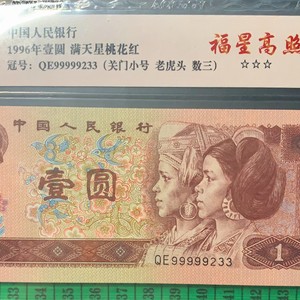 中国人民银行
1996年壹圆 满天星桃花红
冠号：QE99999233（关门小号 老虎头 数三）
福星高照
☆☆☆
中国人民银行
壹圆
QE99999233
1